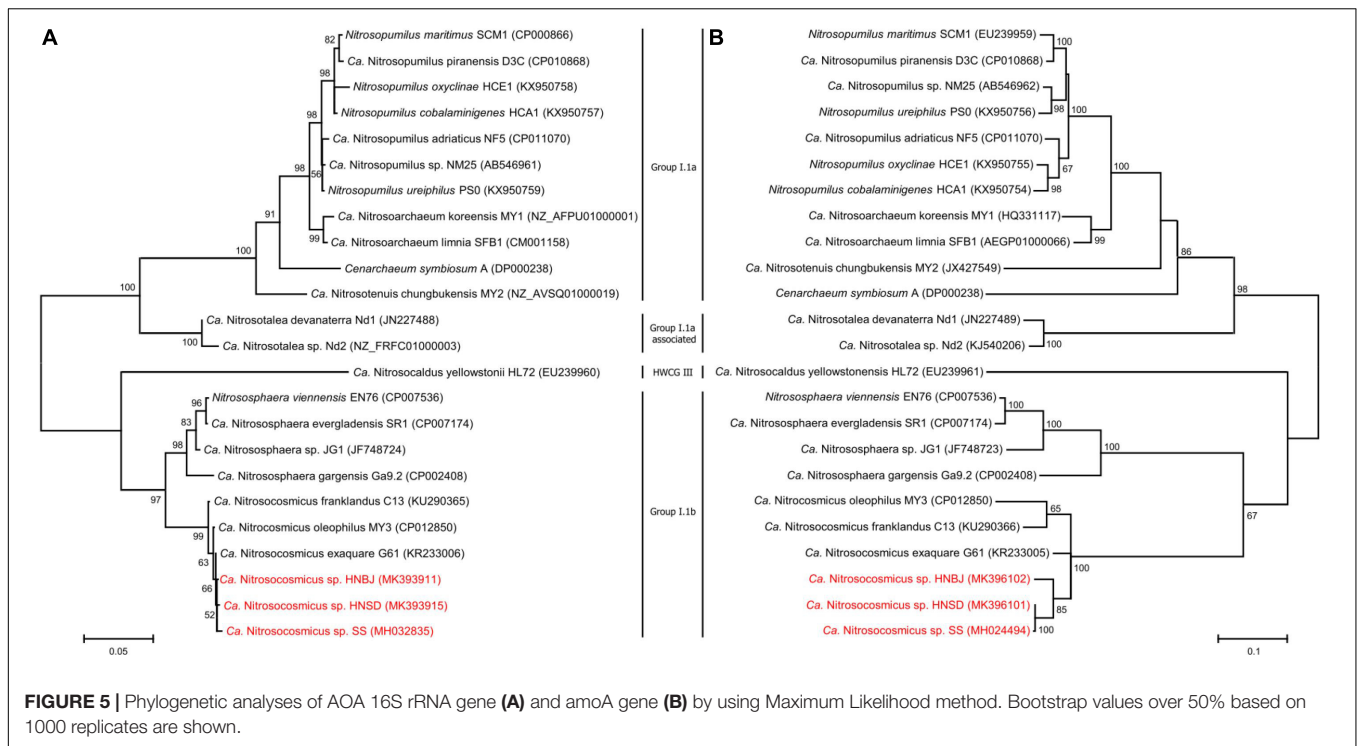 A
B
82
Nitrosopumilus maritimus SCM1 (CP000866)
Ca. Nitrosopumilus piranensis D3C (CP010868)
98
Nitrosopumilus oxyclinae HCE1 (KX950758)
Nitrosopumilus cobalaminigenes HCA1 (KX950757)
98
Ca. Nitrosopumilus adriaticus NF5 (CP011070)
98
Ca. Nitrosopumilus sp. NM25 (AB546961)
56
Nitrosopumilus ureiphilus PS0 (KX950759)
91
Ca. Nitrosoarchaeum koreensis MY1 (NZ_AFPU01000001)
99
Ca. Nitrosoarchaeum limnia SFB1 (CM001158)
100
Cenarchaeum symbiosum A (DP000238)
100
Ca. Nitrosotenuis chungbukensis MY2 (NZ_AVSQ01000019)
Ca. Nitrosotalea devanaterra Nd1 (JN227488)
100
Ca. Nitrosotalea sp. Nd2 (NZ_FRFC01000003)
Ca. Nitrosocaldus yellowstonii HL72 (EU239960)
96
Nitrososphaera viennensis EN76 (CP007536)
83
Ca. Nitrososphaera evergladensis SR1 (CP007174)
98
Ca. Nitrososphaera sp. JG1 (JF748724)
Ca. Nitrososphaera gargensis Ga9.2 (CP002408)
97
Ca. Nitrosocosmicus franklandus C13 (KU290365)
99
Ca. Nitrocosmicus oleophilus MY3 (CP012850)
63
Ca. Nitrosocosmicus exaquare G61 (KR233006)
66
Ca. Nitrosocosmicus sp. HNBJ (MK393911)
52
Ca. Nitrosocosmicus sp. HNSD (MK393915)
Ca. Nitrosocosmicus sp. SS (MH032835)
0.05
Group I.1a
Group I.1a
associated
HWCG III
Group I.1b
Nitrosopumilus maritimus SCM1 (EU239959)
100
Ca. Nitrosopumilus piranensis D3C (CP010868)
Ca. Nitrosopumilus sp. NM25 (AB546962)
98
100
Nitrosopumilus ureiphilus PS0 (KX950756)
Ca. Nitrosopumilus adriaticus NF5 (CP011070)
67
100
Nitrosopumilus oxyclinae HCE1 (KX950755)
98
Nitrosopumilus cobalaminigenes HCA1 (KX950754)
Ca. Nitrosoarchaeum koreensis MY1 (HQ331117)
99
Ca. Nitrosoarchaeum limnia SFB1 (AEGP01000066)
86
Ca. Nitrosotenuis chungbukensis MY2 (JX427549)
98
Cenarchaeum symbiosum A (DP000238)
Ca. Nitrosotalea devanaterra Nd1 (JN227489)
100
Ca. Nitrosotalea sp. Nd2 (KJ540206)
Ca. Nitrosocaldus yellowstonensis HL72 (EU239961)
Nitrososphaera viennensis EN76 (CP007536)
100
Ca. Nitrososphaera evergladensis SR1 (CP007174)
100
Ca. Nitrososphaera sp. JG1 (JF748723)
100
Ca. Nitrososphaera gargensis Ga9.2 (CP002408)
Ca. Nitrocosmicus oleophilus MY3 (CP012850)
65
67
Ca. Nitrosocosmicus franklandus C13 (KU290366)
Ca. Nitrosocosmicus exaquare G61 (KR233005)
100
Ca. Nitrosocosmicus sp. HNBJ (MK396102)
85
Ca. Nitrosocosmicus sp. HNSD (MK396101)
100
Ca. Nitrosocosmicus sp. SS (MH024494)
0.1
FIGURE 5 | Phylogenetic analyses of AOA 16S rRNA gene (A) and amoA gene (B) by using Maximum Likelihood method. Bootstrap values over 50% based on
1000 replicates are shown.